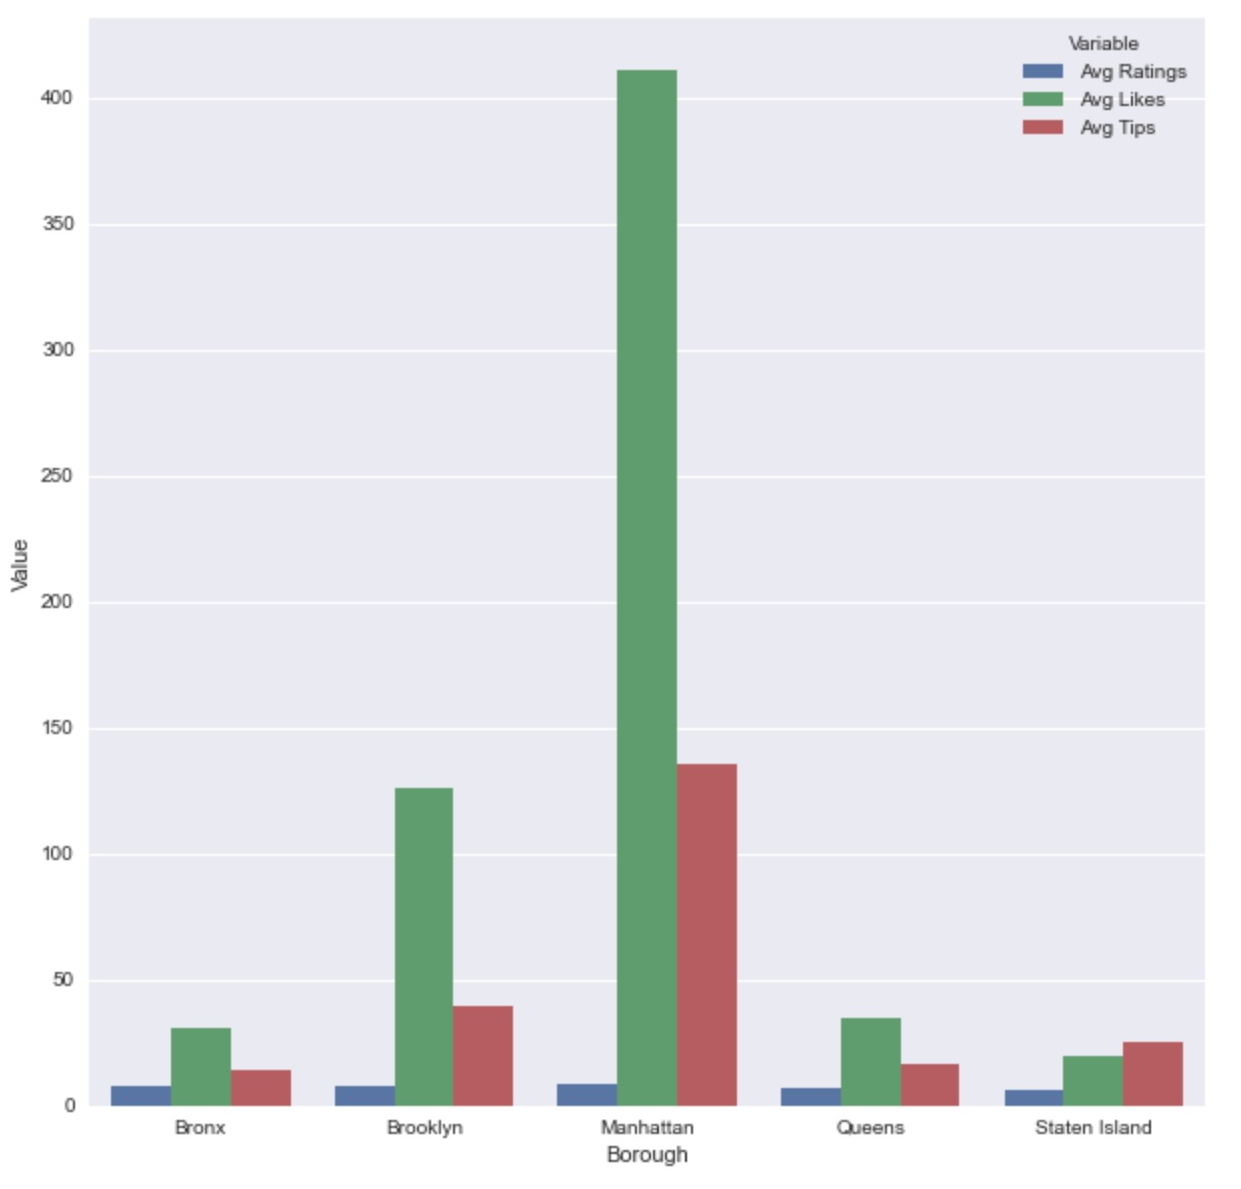 Variable
Avg Ratings
Avg Likes
Avg Tips
400
350
300
250
200
150
100
50
0
Value
Bronx Brooklyn Manhattan Queens Staten Island
Borough